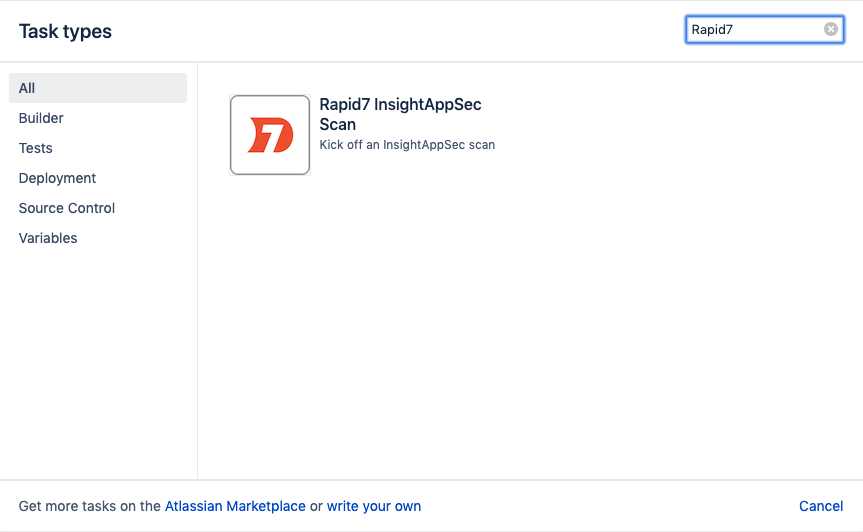 Task types
Rapid7
All
Builder
Tests
Deployment
Source Control
Variables
7
Rapid7 InsightAppSec
Scan
Kick off an InsightAppSec scan
Get more tasks on the Atlassian Marketplace or write your own
Cancel